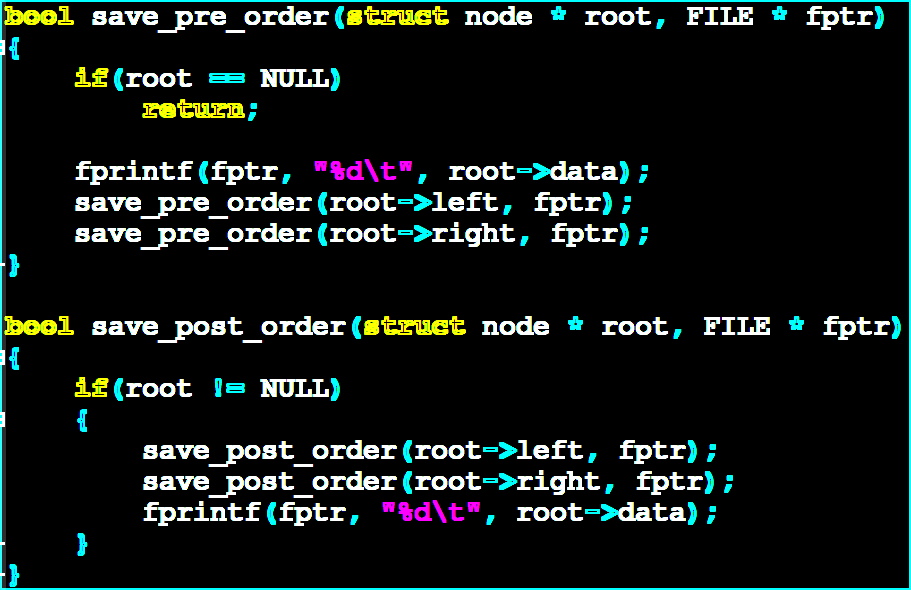 bool save_pre_order(struct node * root, FILE * fptr)
{
    if(root == NULL)
        return;

    fprintf(fptr, "%d\t", root->data);
    save_pre_order(root->left, fptr);
    save_pre_order(root->right, fptr);
}

bool save_post_order(struct node * root, FILE * fptr)
{
    if(root != NULL)
    {
        save_post_order(root->left, fptr);
        save_post_order(root->right, fptr);
        fprintf(fptr, "%d\t", root->data);
    }
}